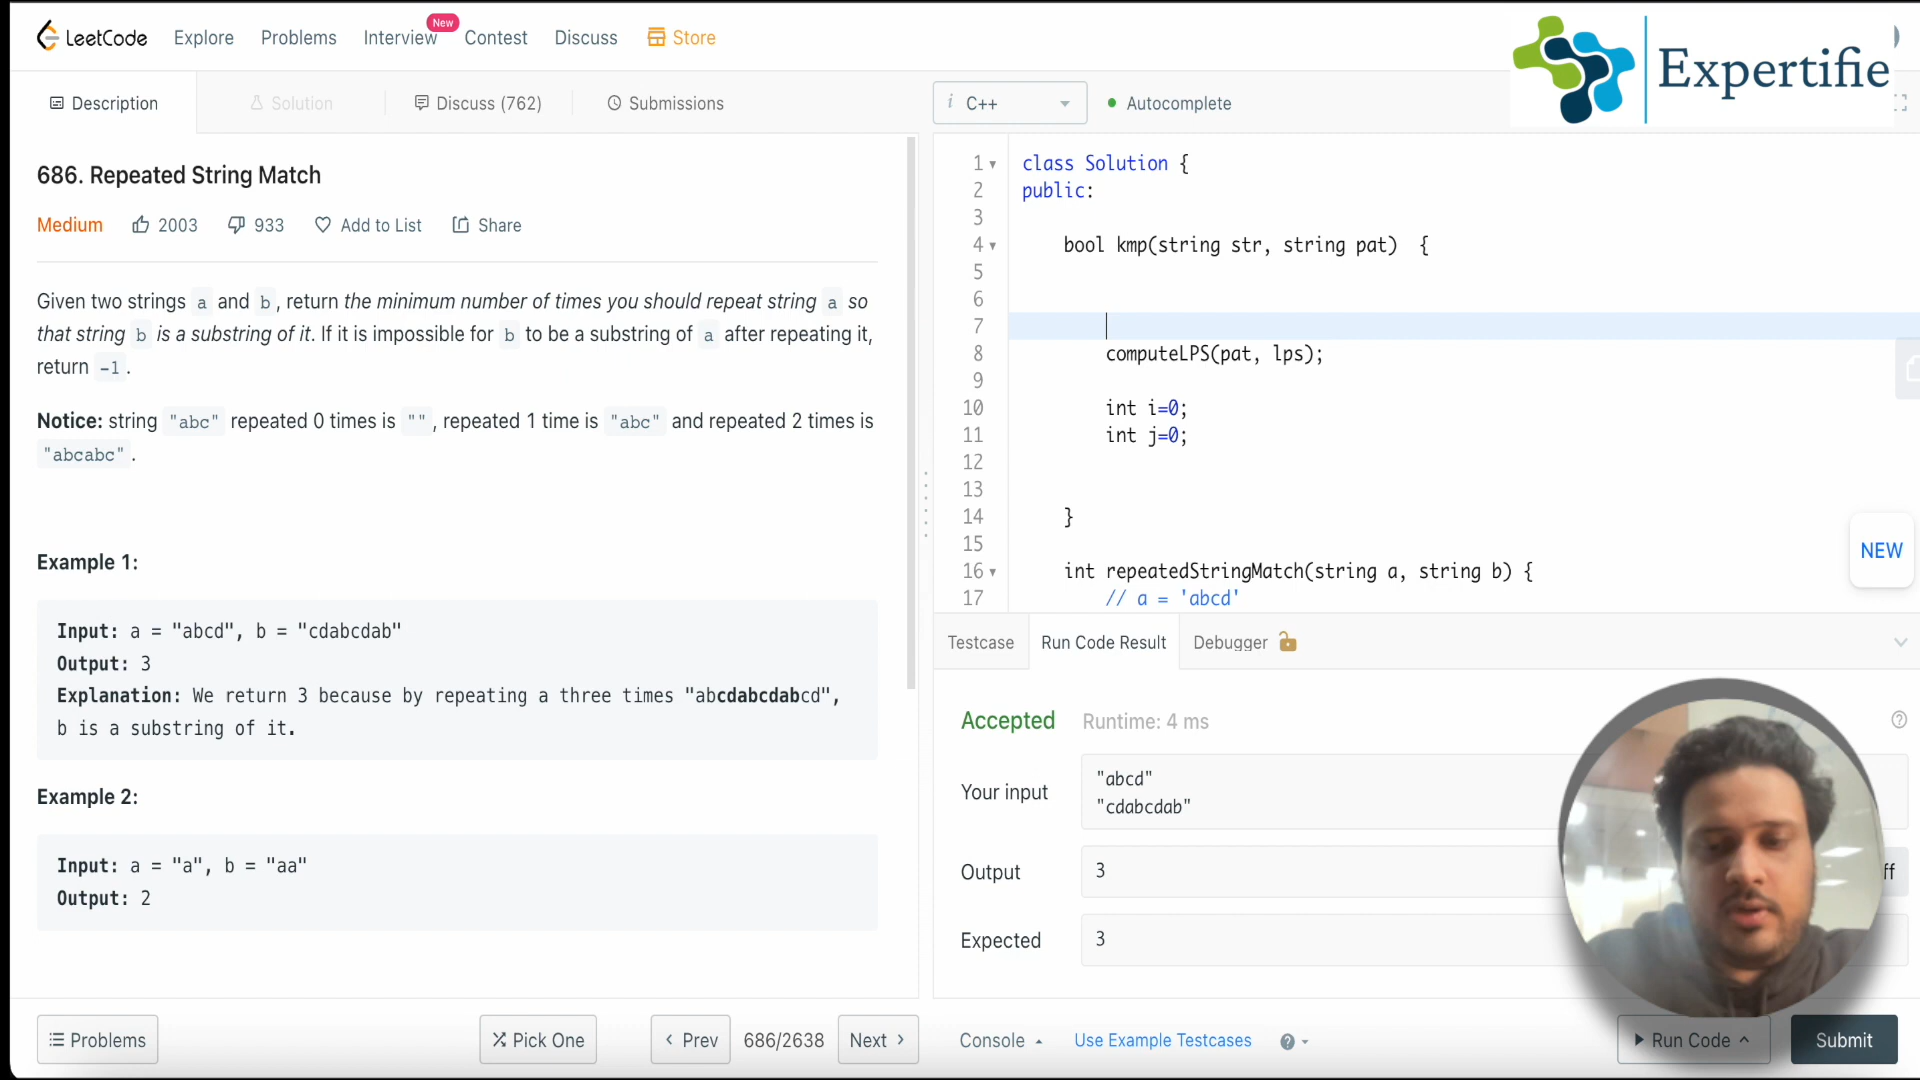 LeetCode
Explore
Problems
Interview
New
Contest
Discuss
Store
Expertifie
Description
Solution
Discuss (762)
Submissions
i C++
Autocomplete
686. Repeated String Match
Medium
2003
933
Add to List
Share
Given two strings a and b, return the minimum number of times you should repeat string a so
that string b is a substring of it. If it is impossible for b to be a substring of a after repeating it,
return -1.
Notice: string "abc" repeated 0 times is "", repeated 1 time is "abc" and repeated 2 times is
"abcabc".
Example 1:
Input: a = "abcd", b = "cdabcdab"
Output: 3
Explanation: We return 3 because by repeating a three times "abcdabcdabcd",
b is a substring of it.
Example 2:
Input: a = "a", b = "aa"
Output: 2
1 class Solution {
2 public:
3
4 bool kmp(string str, string pat)  {
5
6
7
8 computeLPS(pat, lps);
9
10 int i=0;
11 int j=0;
12
13
14 }
15
16 int repeatedStringMatch(string a, string b) {
17 // a = 'abcd'
NEW
Testcase
Run Code Result
Debugger
Accepted
Runtime: 4 ms
Your input
"abcd"
"cdabcdab"
Output
3
ff
Expected
3
Problems
Pick One
Prev
686/2638
Next
Console
Use Example Testcases
Run Code
Submit